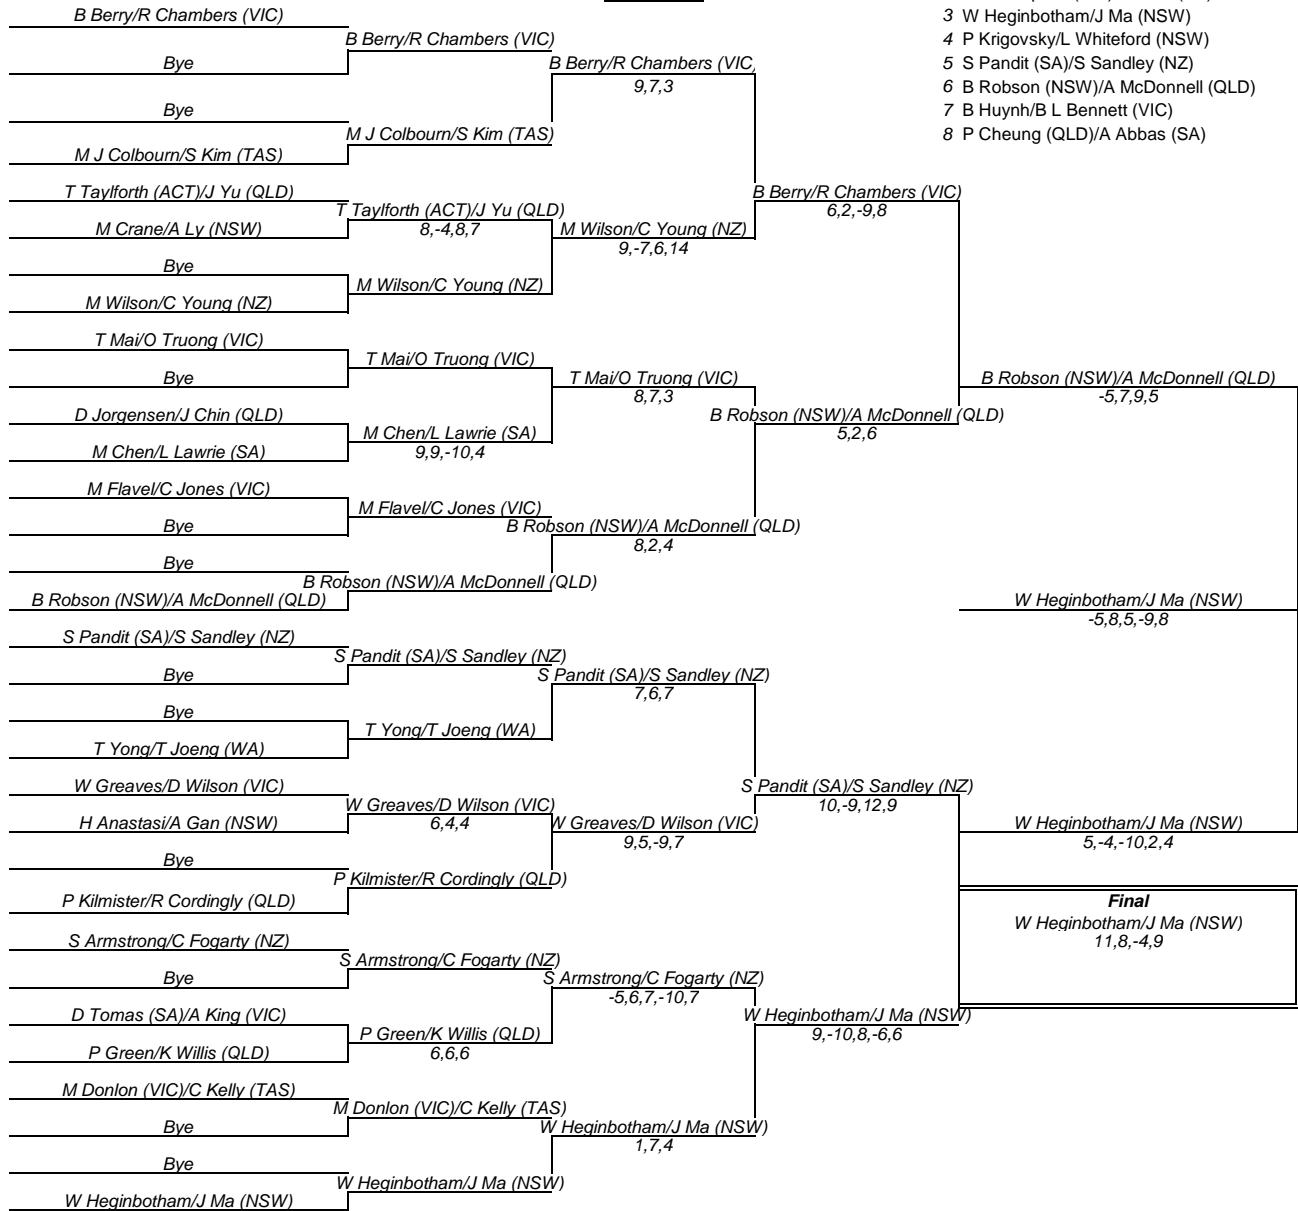 B Berry/R Chambers (VIC)
Bye
Bye
M J Colbourn/S Kim (TAS)
T Taylforth (ACT)/J Yu (QLD)
M Crane/A Ly (NSW)
Bye
M Wilson/C Young (NZ)
T Mai/O Truong (VIC)
Bye
D Jorgensen/J Chin (QLD)
M Chen/L Lawrie (SA)
M Flavel/C Jones (VIC)
Bye
Bye
B Robson (NSW)/A McDonnell (QLD)
S Pandit (SA)/S Sandley (NZ)
Bye
Bye
T Yong/T Joeng (WA)
W Greaves/D Wilson (VIC)
H Anastasi/A Gan (NSW)
Bye
P Kilmister/R Cordingly (QLD)
S Armstrong/C Fogarty (NZ)
Bye
D Tomas (SA)/A King (VIC)
P Green/K Willis (QLD)
M Donlon (VIC)/C Kelly (TAS)
Bye
Bye
W Heginbotham/J Ma (NSW)
B Berry/R Chambers (VIC)
M J Colbourn/S Kim (TAS)
T Taylforth (ACT)/J Yu (QLD)
8,-4,8,7
M Wilson/C Young (NZ)
T Mai/O Truong (VIC)
M Chen/L Lawrie (SA)
9,9,-10,4
M Flavel/C Jones (VIC)
B Robson (NSW)/A McDonnell (QLD)
S Pandit (SA)/S Sandley (NZ)
T Yong/T Joeng (WA)
W Greaves/D Wilson (VIC)
6,4,4
P Kilmister/R Cordingly (QLD)
S Armstrong/C Fogarty (NZ)
P Green/K Willis (QLD)
6,6,6
M Donlon (VIC)/C Kelly (TAS)
W Heginbotham/J Ma (NSW)
B Berry/R Chambers (VIC)
9,7,3
M Wilson/C Young (NZ)
9,-7,6,14
T Mai/O Truong (VIC)
8,7,3
B Robson (NSW)/A McDonnell (QLD)
8,2,4
S Pandit (SA)/S Sandley (NZ)
7,6,7
W Greaves/D Wilson (VIC)
9,5,-9,7
S Armstrong/C Fogarty (NZ)
-5,6,7,-10,7
W Heginbotham/J Ma (NSW)
1,7,4
B Berry/R Chambers (VIC)
6,2,-9,8
B Robson (NSW)/A McDonnell (QLD)
5,2,6
S Pandit (SA)/S Sandley (NZ)
10,-9,12,9
W Heginbotham/J Ma (NSW)
9,-10,8,-6,6
3 W Heginbotham/J Ma (NSW)
4 P Krigovsky/L Whiteford (NSW)
5 S Pandit (SA)/S Sandley (NZ)
6 B Robson (NSW)/A McDonnell (QLD)
7 B Huynh/B L Bennett (VIC)
8 P Cheung (QLD)/A Abbas (SA)
B Robson (NSW)/A McDonnell (QLD)
-5,7,9,5
W Heginbotham/J Ma (NSW)
-5,8,5,-9,8
W Heginbotham/J Ma (NSW)
5,-4,-10,2,4
Final
W Heginbotham/J Ma (NSW)
11,8,-4,9